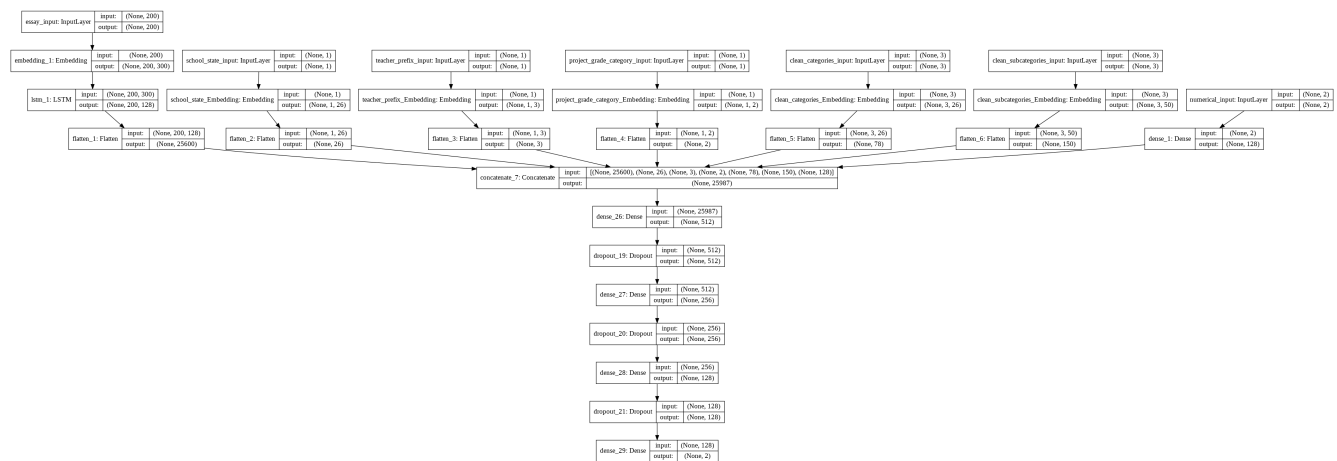 essay_input: InputLayer input: (None, 200)
output: (None, 200)
embedding_1: Embedding input: (None, 200)
output: (None, 200, 300)
school_state_input: InputLayer input: (None, 1)
output: (None, 1)
teacher_prefix_input: InputLayer input: (None, 1)
output: (None, 1)
project_grade_category_input: InputLayer input: (None, 1)
output: (None, 1)
clean_categories_input: InputLayer input: (None, 3)
output: (None, 3)
clean_subcategories_input: InputLayer input: (None, 3)
output: (None, 3)
lstm_1: LSTM input: (None, 200, 300)
output: (None, 200, 128)
school_state_Embedding: Embedding input: (None, 1)
output: (None, 1, 26)
teacher_prefix_Embedding: Embedding input: (None, 1)
output: (None, 1, 3)
project_grade_category_Embedding: Embedding input: (None, 1)
output: (None, 1, 2)
clean_categories_Embedding: Embedding input: (None, 3)
output: (None, 3, 26)
clean_subcategories_Embedding: Embedding input: (None, 3)
output: (None, 3, 50)
numerical_input: InputLayer input: (None, 2)
output: (None, 2)
flatten_1: Flatten input: (None, 200, 128)
output: (None, 25600)
flatten_2: Flatten input: (None, 1, 26)
output: (None, 26)
flatten_3: Flatten input: (None, 1, 3)
output: (None, 3)
flatten_4: Flatten input: (None, 1, 2)
output: (None, 2)
flatten_5: Flatten input: (None, 3, 26)
output: (None, 78)
flatten_6: Flatten input: (None, 3, 50)
output: (None, 150)
dense_1: Dense input: (None, 2)
output: (None, 128)
concatenate_7: Concatenate input: [(None, 25600), (None, 26), (None, 3), (None, 2), (None, 78), (None, 150), (None, 128)]
output: (None, 25987)
dense_26: Dense input: (None, 25987)
output: (None, 512)
dropout_19: Dropout input: (None, 512)
output: (None, 512)
dense_27: Dense input: (None, 512)
output: (None, 256)
dropout_20: Dropout input: (None, 256)
output: (None, 256)
dense_28: Dense input: (None, 256)
output: (None, 128)
dropout_21: Dropout input: (None, 128)
output: (None, 128)
dense_29: Dense input: (None, 128)
output: (None, 2)